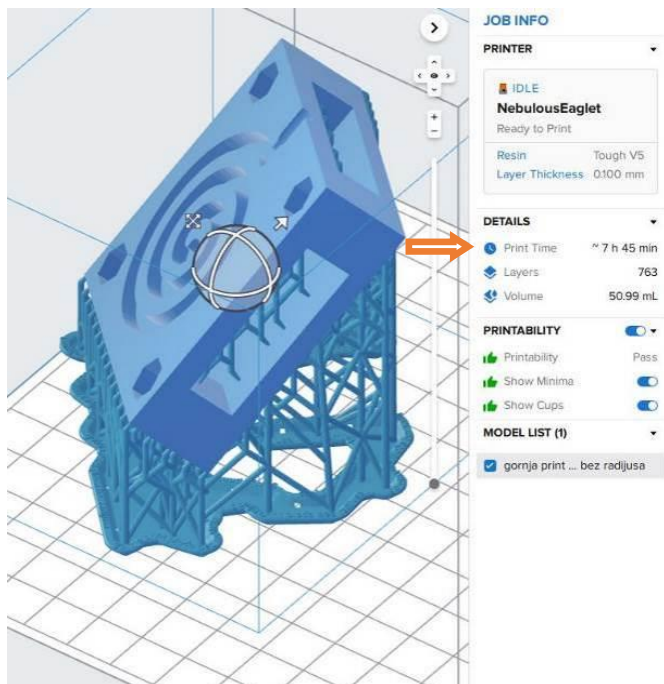 JOB INFO
PRINTER
IDLE
NebulousEaglet
Ready to Print
Resin Tough V5
Layer Thickness 0.100 mm
DETAILS
Print Time ~ 7 h 45 min
Layers 763
Volume 50.99 mL
PRINTABILITY
Printability Pass
Show Minima
Show Cups
MODEL LIST (1)
gornja print ... bez radijusa